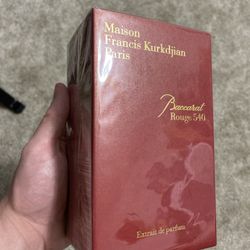 Maison
Francis Kurkdjian
Paris
Baccarat
Rouge 540
Extrait de parfum